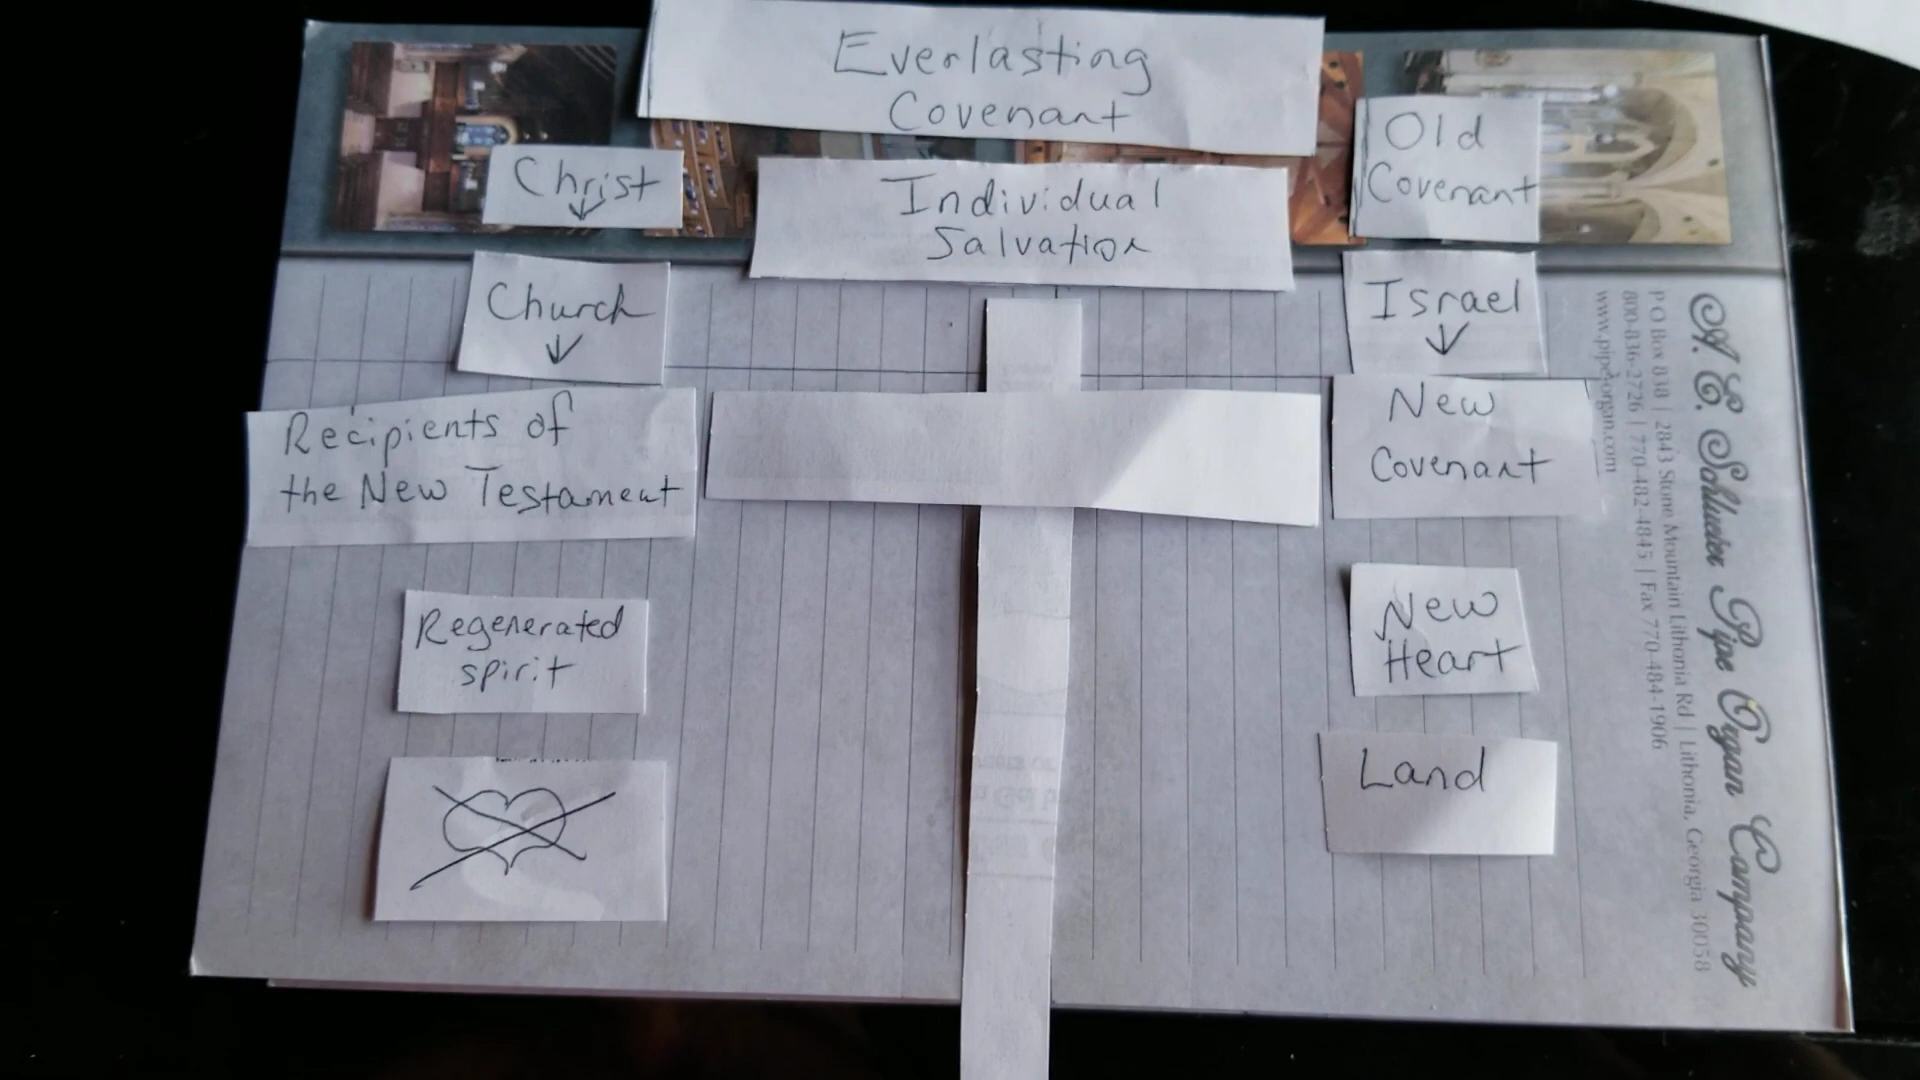 Everlasting
Covenant
Individual
Salvation
Christ
Church
Recipients of
the New Testament
Regenerated
spirit
Old
Covenant
Israel
New
Covenant
New
Heart
Land
A. E. Schlueter Pipe Organ Company
P O Box 838 | 2843 Stone Mountain Lithonia Rd | Lithonia, Georgia 30058
800-836-2726 | 770-482-4845 | Fax 770-484-1906
www.pipe-organ.com